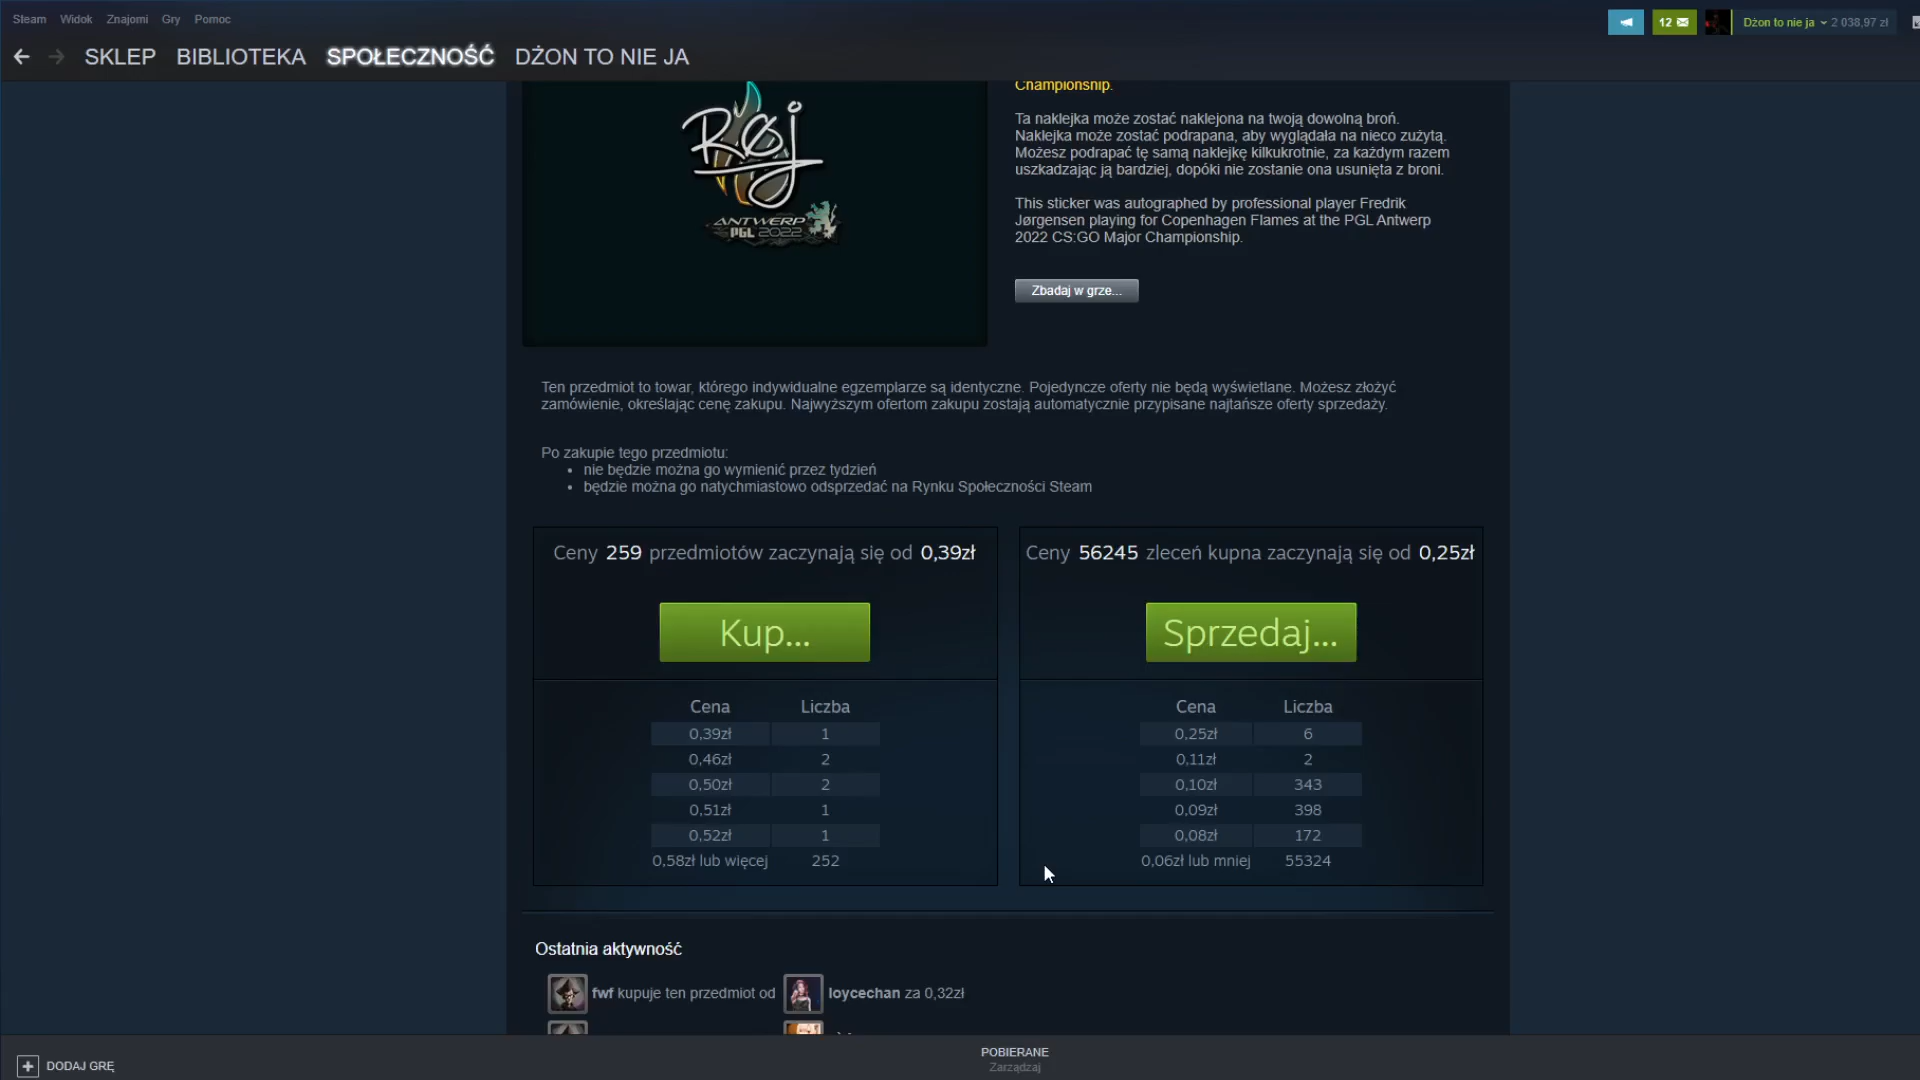 Steam Widok Znajomi Gry Pomoc
12
Dżon to nie ja 2 038,97 zł
SKLEP BIBLIOTEKA SPOŁECZNOŚĆ DŻON TO NIE JA
Championship.
Røj
ANTWERP
PGL 2022
Ta naklejka może zostać naklejona na twoją dowolną broń.
Naklejka może zostać podrapana, aby wyglądała na nieco zużytą.
Możesz podrapać tę samą naklejkę kilkukrotnie, za każdym razem
uszkadzając ją bardziej, dopóki nie zostanie ona usunięta z broni.
This sticker was autographed by professional player Fredrik
Jørgensen playing for Copenhagen Flames at the PGL Antwerp
2022 CS:GO Major Championship.
Zbadaj w grze...
Ten przedmiot to towar, którego indywidualne egzemplarze są identyczne. Pojedyncze oferty nie będą wyświetlane. Możesz złożyć
zamówienie, określając cenę zakupu. Najwyższym ofertom zakupu zostają automatycznie przypisane najtańsze oferty sprzedaży.
Po zakupie tego przedmiotu:
• nie będzie można go wymienić przez tydzień
• będzie można go natychmiastowo odsprzedać na Rynku Społeczności Steam
Ceny 259 przedmiotów zaczynają się od 0,39zł
Kup...
Cena Liczba
0,39zł 1
0,46zł 2
0,50zł 2
0,51zł 1
0,52zł 1
0,58zł lub więcej 252
Ceny 56245 zleceń kupna zaczynają się od 0,25zł
Sprzedaj...
Cena Liczba
0,25zł 6
0,11zł 2
0,10zł 343
0,09zł 398
0,08zł 172
0,06zł lub mniej 55324
Ostatnia aktywność
fwf kupuje ten przedmiot od loycechan za 0,32zł
DODAJ GRĘ
POBIERANE
Zarządzaj